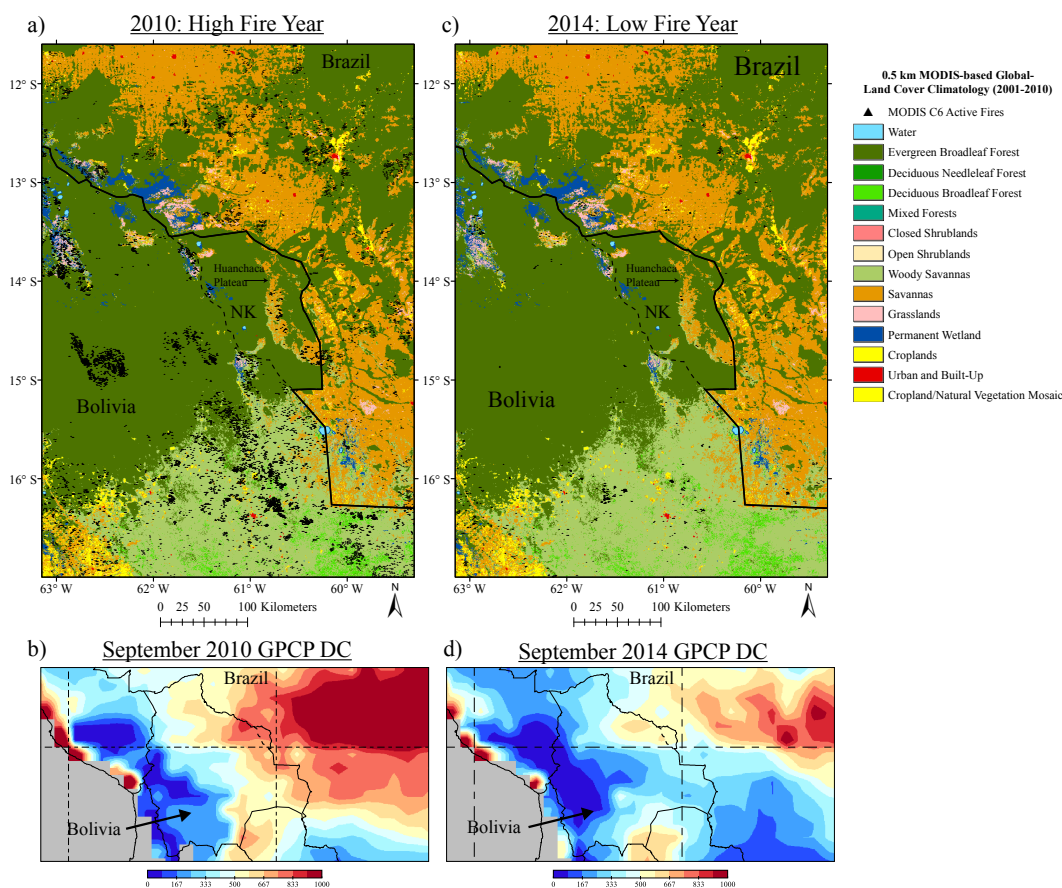 a)
2010: High Fire Year
Brazil
12° S
13° S
14° S
15° S
16° S
Huanchaca
Plateau
NK
Bolivia
63° W
62° W
61° W
60° W
0 25 50 100 Kilometers
N
c)
2014: Low Fire Year
Brazil
12° S
13° S
14° S
15° S
16° S
Huanchaca
Plateau
NK
Bolivia
63° W
62° W
61° W
60° W
0 25 50 100 Kilometers
N
0.5 km MODIS-based Global-
Land Cover Climatology (2001-2010)
MODIS C6 Active Fires
Water
Evergreen Broadleaf Forest
Deciduous Needleleaf Forest
Deciduous Broadleaf Forest
Mixed Forests
Closed Shrublands
Open Shrublands
Woody Savannas
Savannas
Grasslands
Permanent Wetland
Croplands
Urban and Built-Up
Cropland/Natural Vegetation Mosaic
b)
September 2010 GPCP DC
Brazil
Bolivia
0 167 333 500 667 833 1000
d)
September 2014 GPCP DC
Brazil
Bolivia
0 167 333 500 667 833 1000